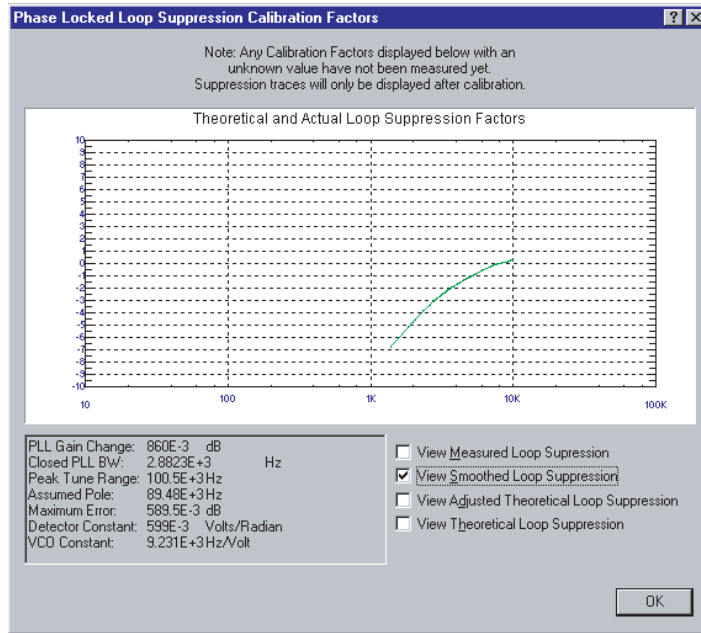 Phase Locked Loop Suppression Calibration Factors
Note: Any Calibration Factors displayed below with an
unknown value have not been measured yet.
Suppression traces will only be displayed after calibration.
Theoretical and Actual Loop Suppression Factors
10
9
8
7
6
5
4
3
2
1
0
-1
-2
-3
-4
-5
-6
-7
-8
-9
-10
10 100 1K 10K 100K
PLL Gain Change: 860E-3 dB
Closed PLL BW: 2.8823E+3 Hz
Peak Tune Range: 100.5E+3 Hz
Assumed Pole: 89.48E+3 Hz
Maximum Error: 589.5E-3 dB
Detector Constant: 599E-3 Volts/Radian
VCO Constant: 9.231E+3 Hz/Volt
View Measured Loop Supression
View Smoothed Loop Suppression
View Adjusted Theoretical Loop Suppression
View Theoretical Loop Suppression
OK